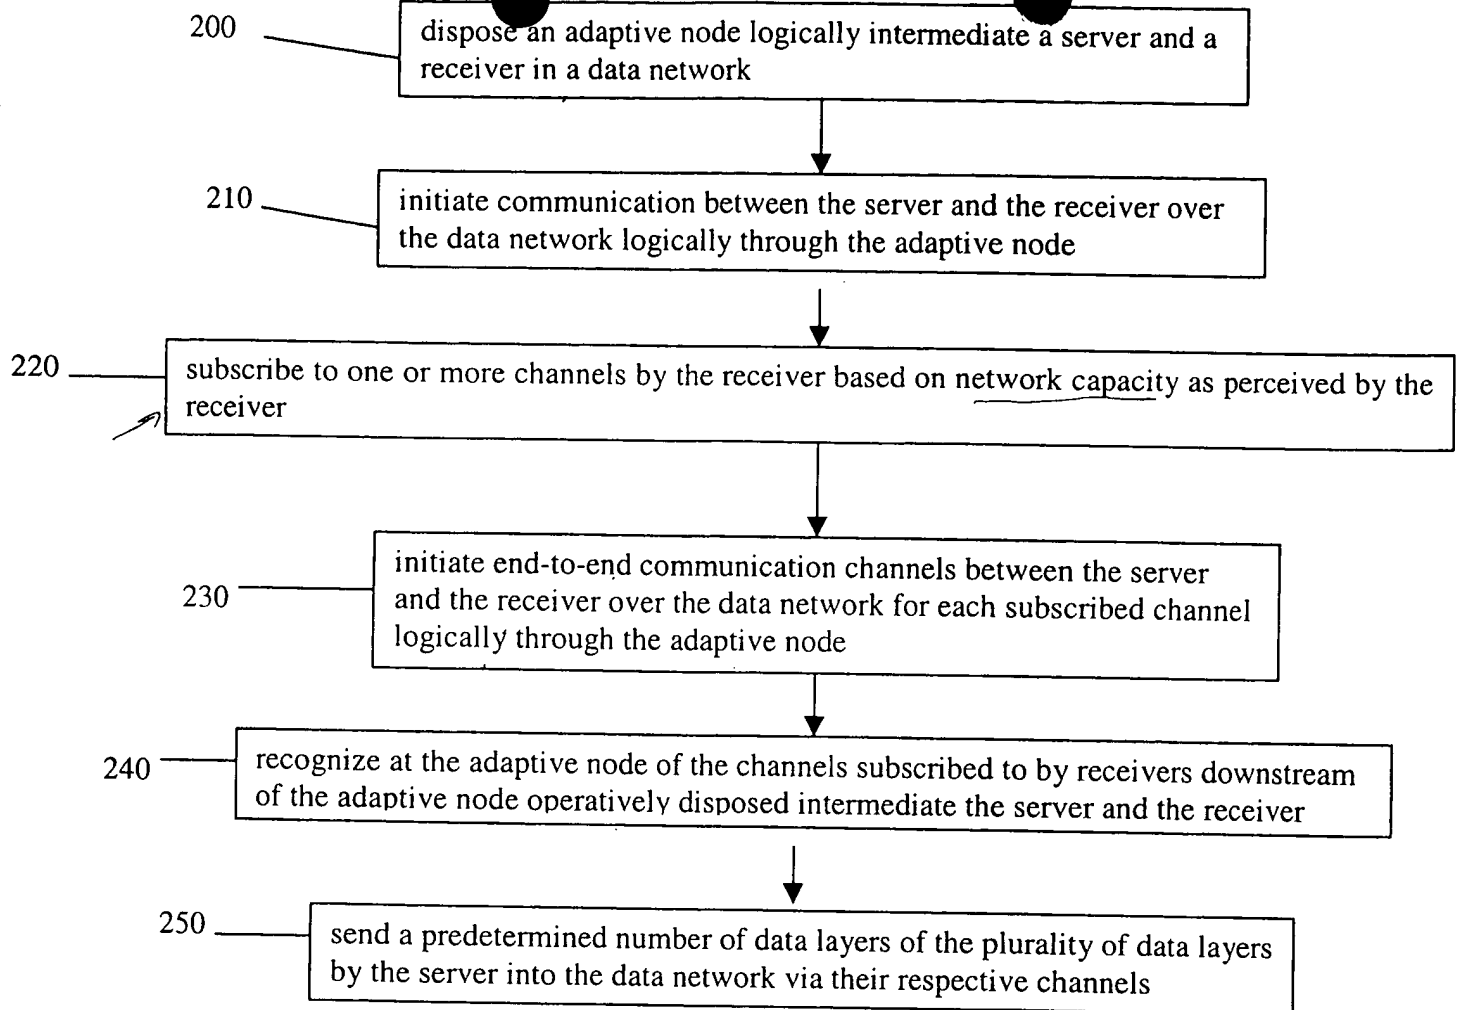 200
dispose an adaptive node logically intermediate a server and a
receiver in a data network
210
initiate communication between the server and the receiver over
the data network logically through the adaptive node
220
subscribe to one or more channels by the receiver based on network capacity as perceived by the
receiver
230
initiate end-to-end communication channels between the server
and the receiver over the data network for each subscribed channel
logically through the adaptive node
240
recognize at the adaptive node of the channels subscribed to by receivers downstream
of the adaptive node operatively disposed intermediate the server and the receiver
250
send a predetermined number of data layers of the plurality of data layers
by the server into the data network via their respective channels